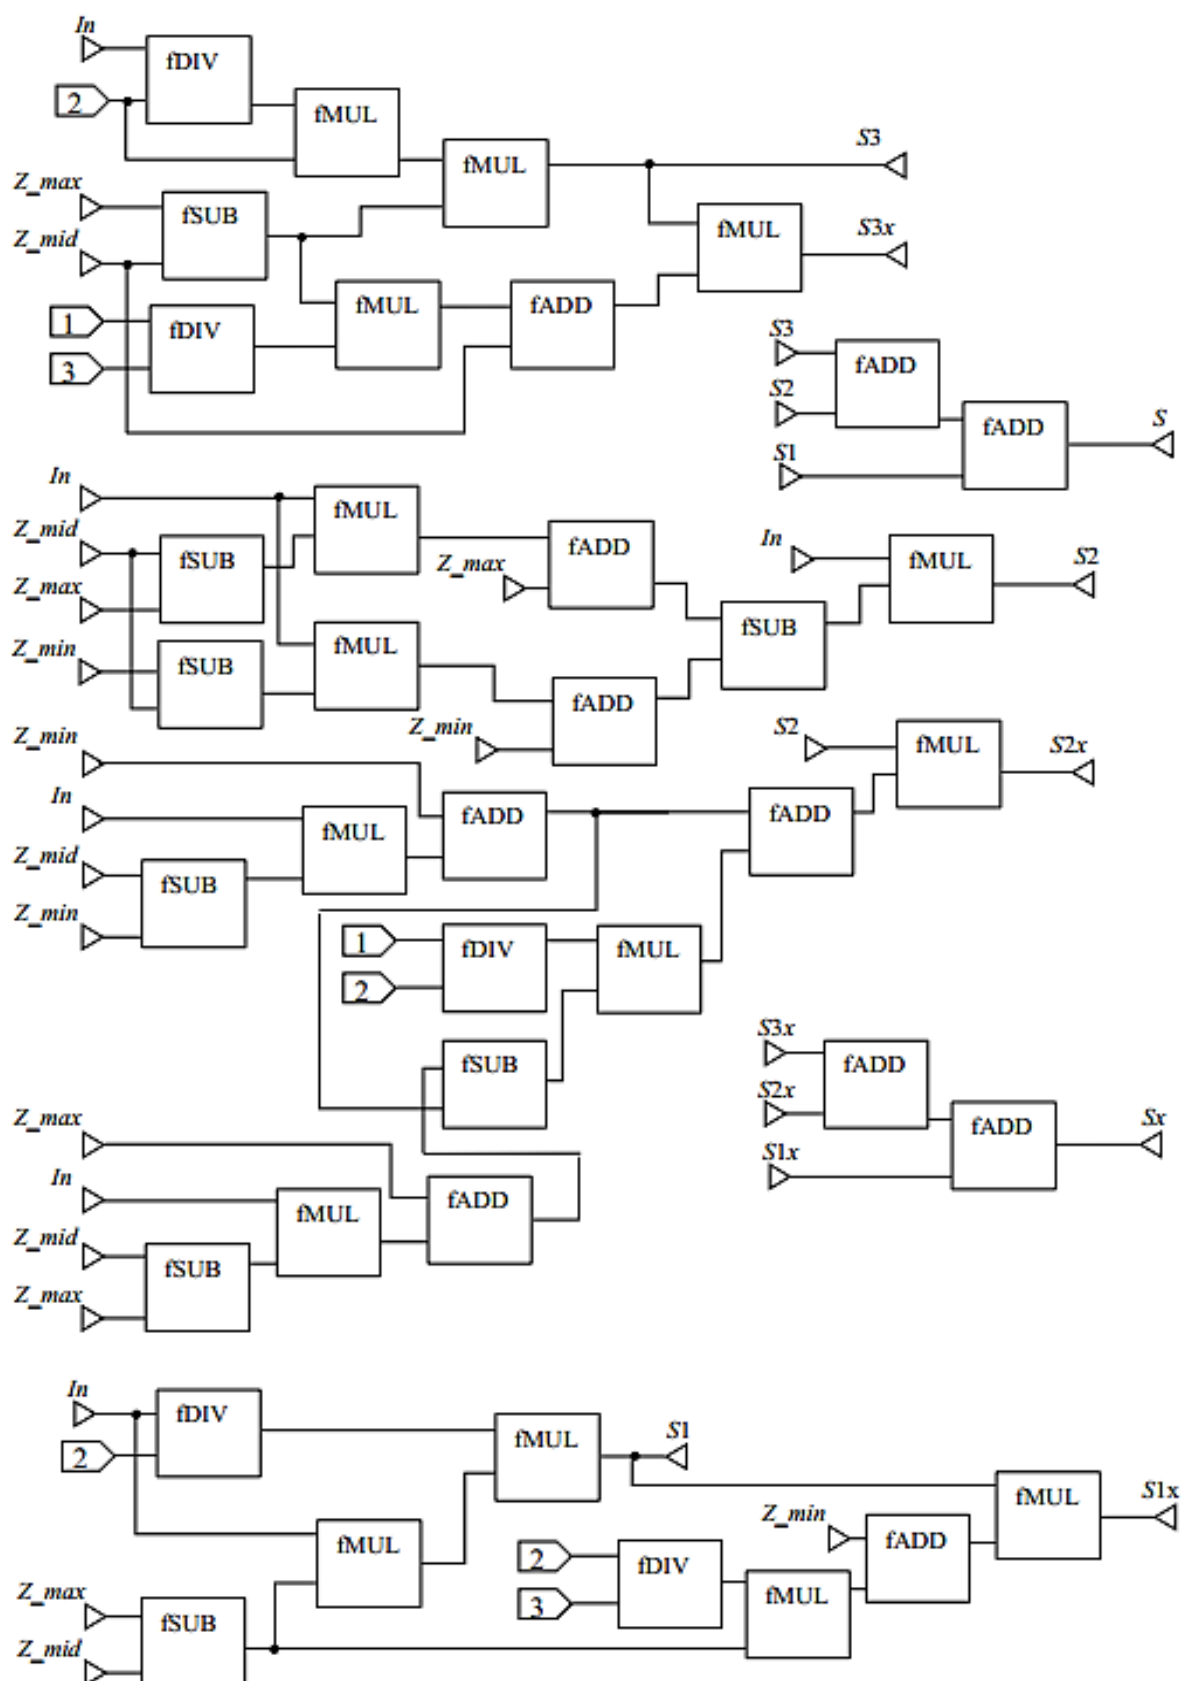 In
fDIV
2
fMUL
fMUL
S3
Z_max
fSUB
Z_mid
fMUL
S3x
1
fDIV
fMUL
fADD
3
S3
fADD
S2
fADD
S
S1
In
fMUL
Z_mid
fSUB
fADD
In
fMUL
S2
Z_max
Z_max
fSUB
Z_min
fSUB
fMUL
fADD
Z_min
Z_min
S2
fMUL
S2x
In
fMUL
fADD
fADD
Z_mid
fSUB
Z_min
1
fDIV
fMUL
2
fSUB
S3x
fADD
S2x
fADD
Sx
S1x
Z_max
In
fMUL
fADD
Z_mid
fSUB
Z_max
In
fDIV
2
fMUL
S1
fMUL
S1x
Z_min
fADD
fMUL
2
fDIV
3
fMUL
Z_max
fSUB
Z_mid